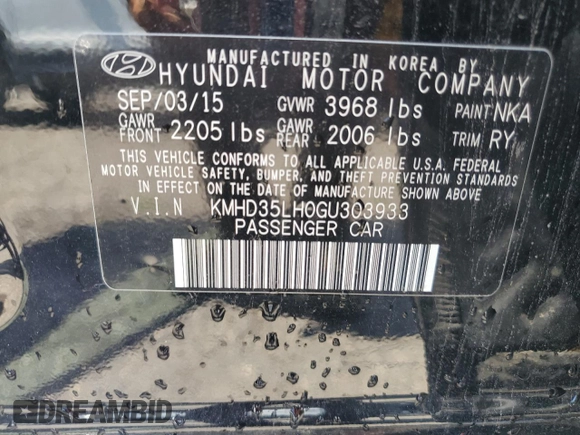 MANUFACTURED IN KOREA BY
HYUNDAI MOTOR COMPANY
SEP/03/15 GVWR 3968 lbs PAINT NKA
GAWR FRONT 2205 lbs GAWR REAR 2006 lbs TRIM RY
THIS VEHICLE CONFORMS TO ALL APPLICABLE U.S.A. FEDERAL
MOTOR VEHICLE SAFETY, BUMPER, AND THEFT PREVENTION STANDARDS
IN EFFECT ON THE DATE OF MANUFACTURE SHOWN ABOVE
V.I.N KMHD35LH0GU303933
PASSENGER CAR
DREAMBID